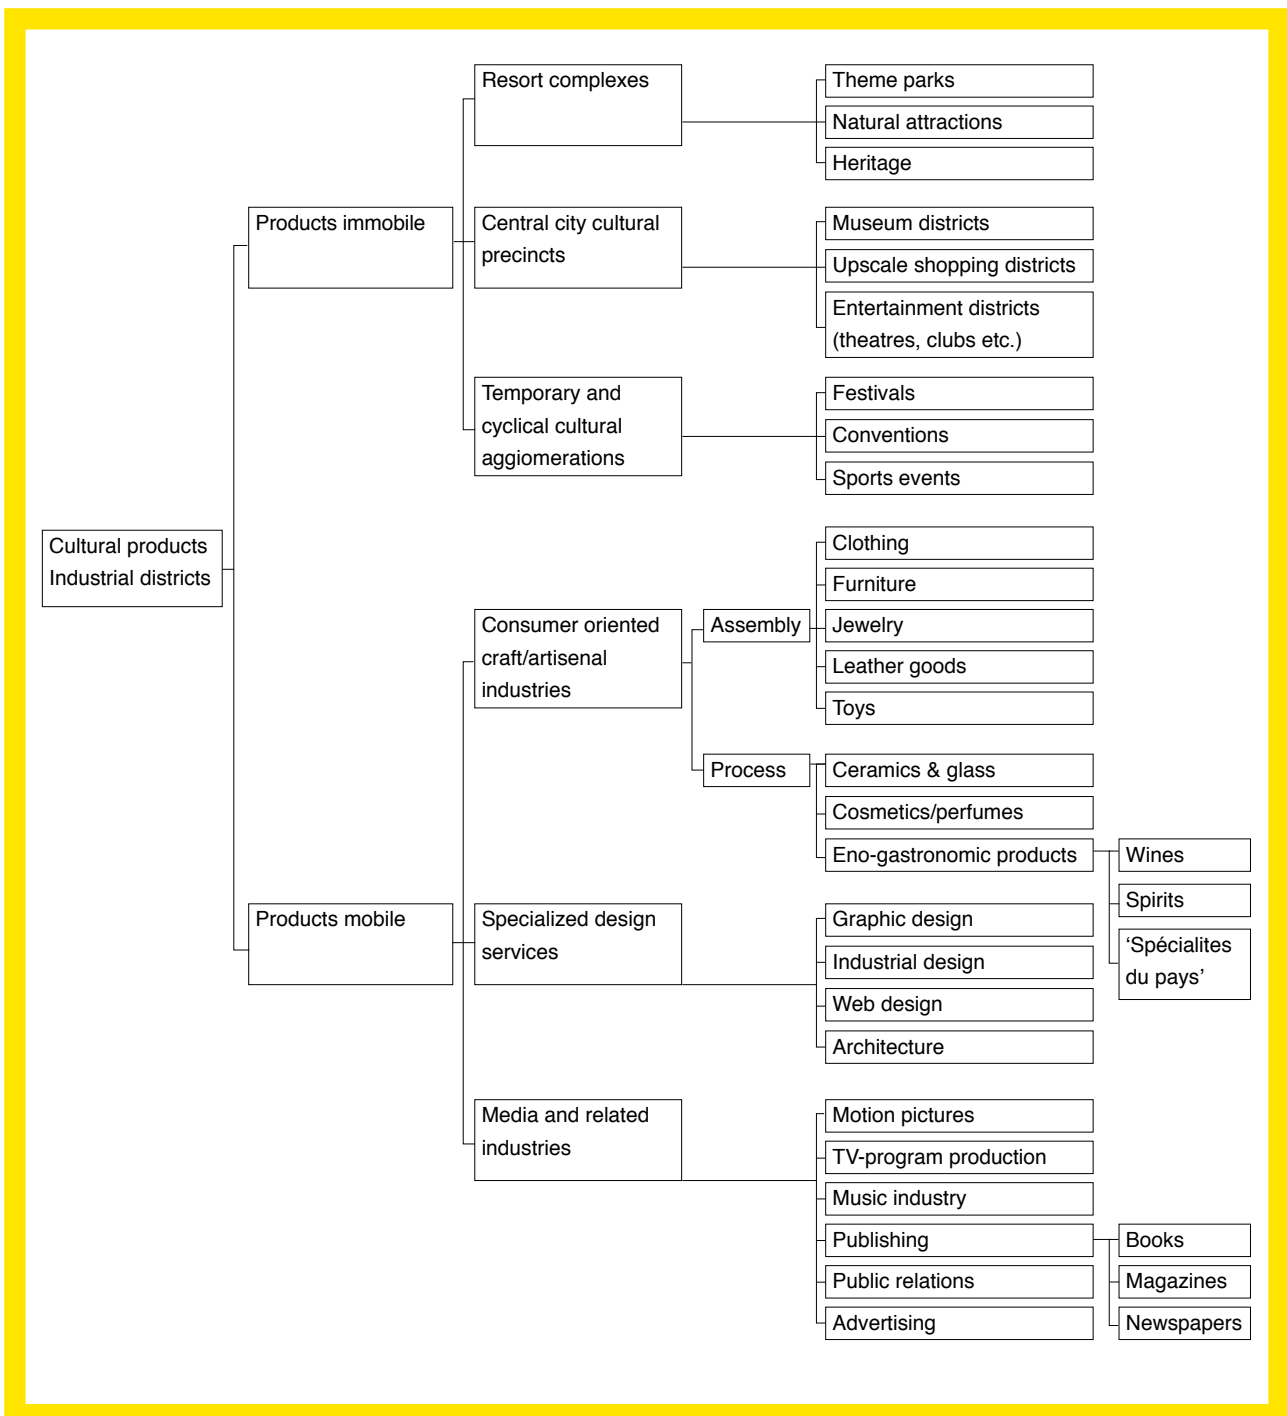 Resort complexes
Theme parks
Natural attractions
Heritage
Products immobile
Central city cultural
precincts
Museum districts
Upscale shopping districts
Entertainment districts
(theatres, clubs etc.)
Temporary and
cyclical cultural
aggiomerations
Festivals
Conventions
Sports events
Cultural products
Industrial districts
Consumer oriented
craft/artisenal
industries
Assembly
Clothing
Furniture
Jewelry
Leather goods
Toys
Process
Ceramics & glass
Cosmetics/perfumes
Eno-gastronomic products
Wines
Spirits
‘Spécialites
du pays’
Products mobile
Specialized design
services
Graphic design
Industrial design
Web design
Architecture
Media and related
industries
Motion pictures
TV-program production
Music industry
Publishing
Books
Magazines
Newspapers
Public relations
Advertising